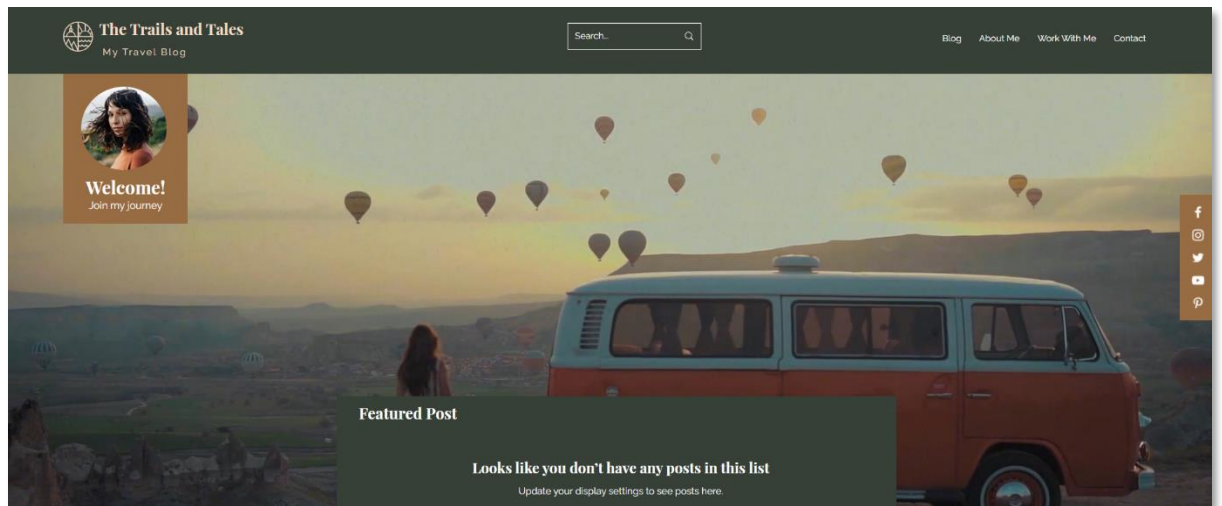 The Trails and Tales
My Travel Blog
Search...
Blog
About Me
Work With Me
Contact
Welcome!
Join my journey
Featured Post
Looks like you don't have any posts in this list
Update your display settings to see posts here.